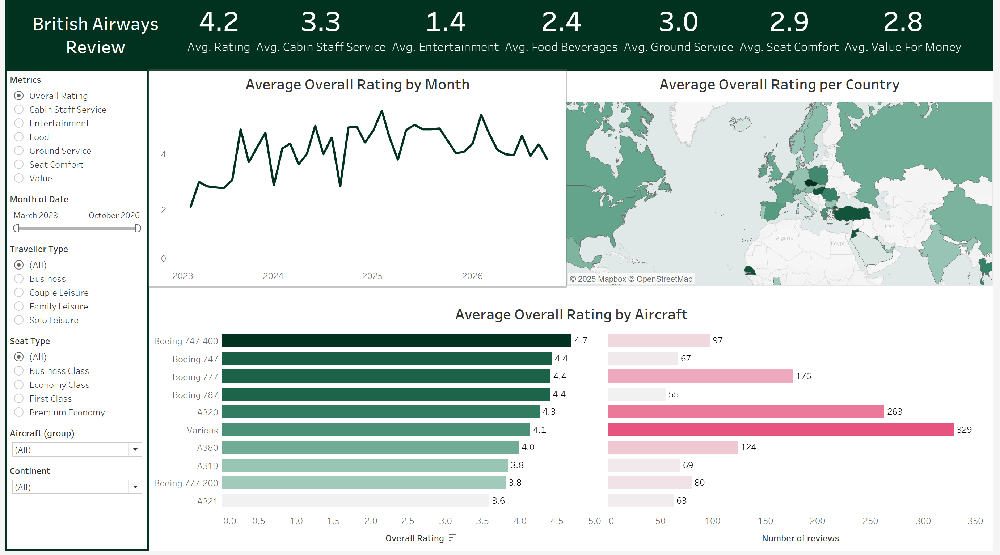 British Airways
Review
4.2
Avg. Rating
3.3
Avg. Cabin Staff Service
1.4
Avg. Entertainment
2.4
Avg. Food Beverages
3.0
Avg. Ground Service
2.9
Avg. Seat Comfort
2.8
Avg. Value For Money
Metrics
Overall Rating
Cabin Staff Service
Entertainment
Food
Ground Service
Seat Comfort
Value
Month of Date
March 2023 October 2026
Traveller Type
(All)
Business
Couple Leisure
Family Leisure
Solo Leisure
Seat Type
(All)
Business Class
Economy Class
First Class
Premium Economy
Aircraft (group)
(All)
Continent
(All)
Average Overall Rating by Month
4
2
0
2023 2024 2025 2026
Average Overall Rating per Country
Iran
Algeria
Egypt
© 2025 Mapbox © OpenStreetMap
Average Overall Rating by Aircraft
Boeing 747-400 4.7 97
Boeing 747 4.4 67
Boeing 777 4.4 176
Boeing 787 4.4 55
A320 4.3 263
Various 4.1 329
A380 4.0 124
A319 3.8 69
Boeing 777-200 3.8 80
A321 3.6 63
0.0 0.5 1.0 1.5 2.0 2.5 3.0 3.5 4.0 4.5 5.0 0 50 100 150 200 250 300 350
Overall Rating Number of reviews